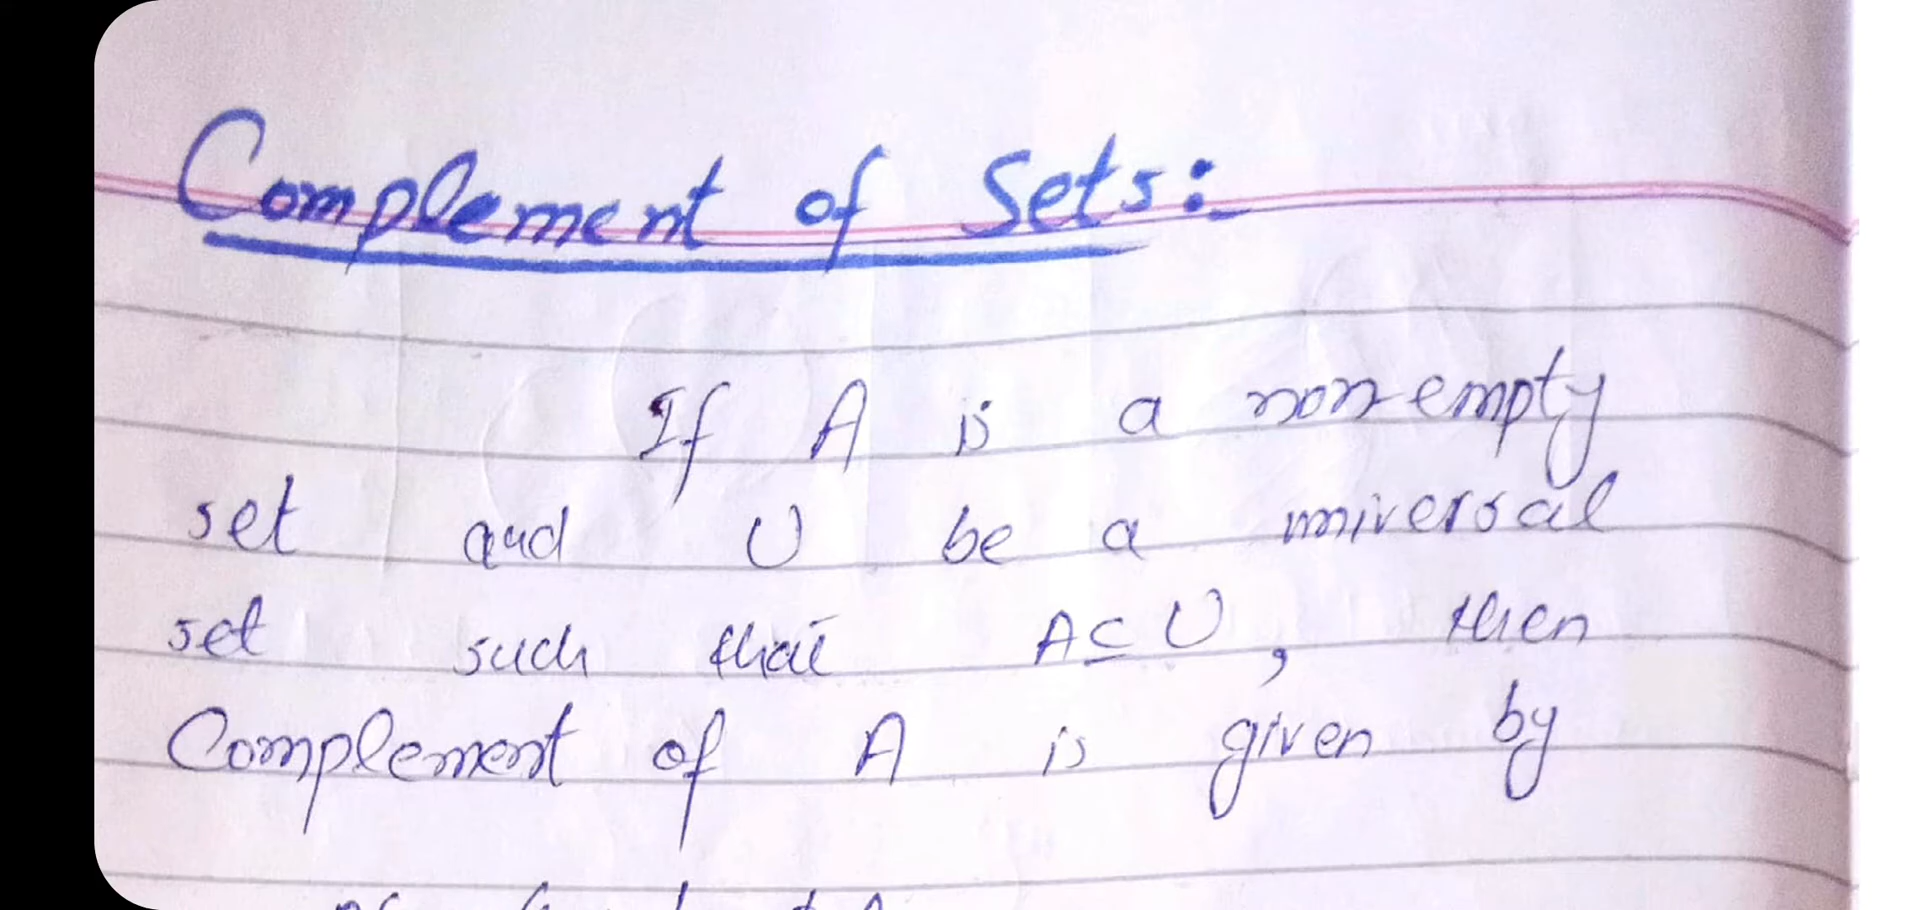 Complement of Sets:-
If A is a non-empty
set and U be a universal
set such that A⊆U, then
Complement of A is given by